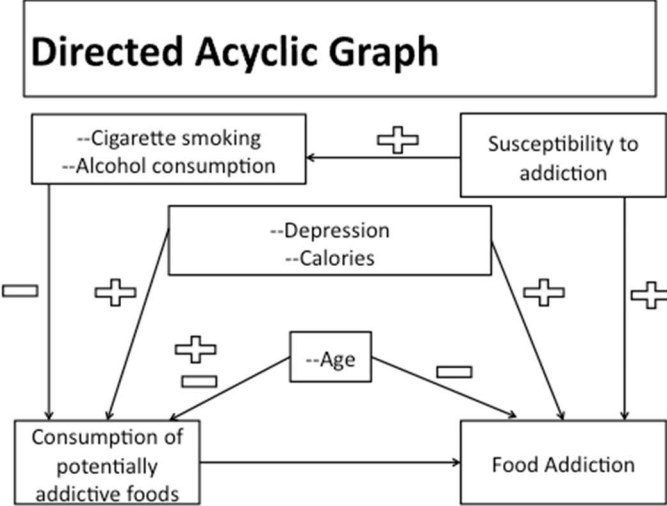 Directed Acyclic Graph
--Cigarette smoking
--Alcohol consumption
Susceptibility to
addiction
--Depression
--Calories
--Age
Consumption of
potentially
addictive foods
Food Addiction